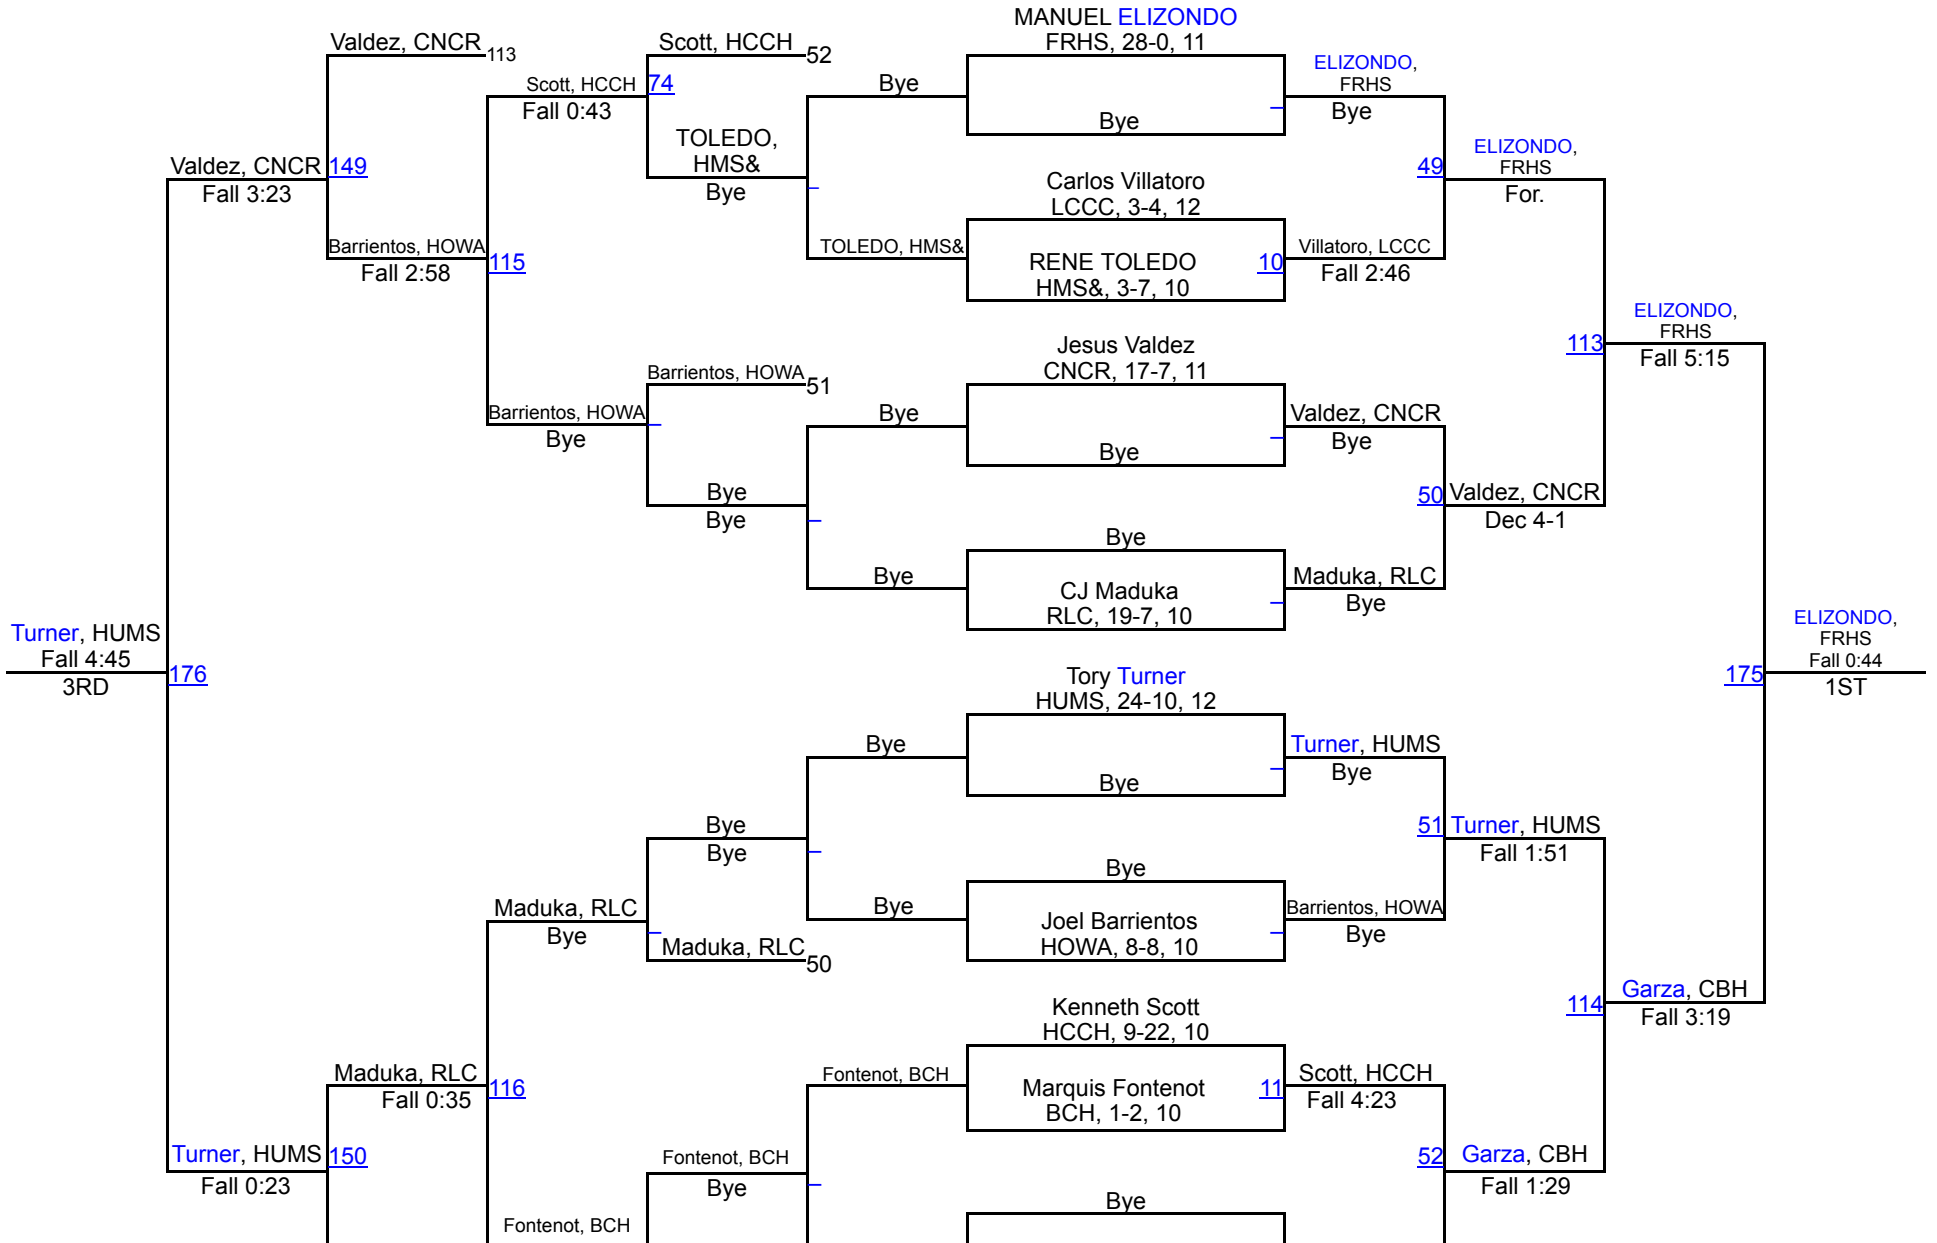 MANUEL ELIZONDO
FRHS, 28-0, 11
Bye
Carlos Villatoro
LCCC, 3-4, 12
RENE TOLEDO
HMS&, 3-7, 10
10
Jesus Valdez
CNCR, 17-7, 11
Bye
Bye
CJ Maduka
RLC, 19-7, 10
Tory Turner
HUMS, 24-10, 12
Bye
Bye
Joel Barrientos
HOWA, 8-8, 10
Kenneth Scott
HCCH, 9-22, 10
Marquis Fontenot
BCH, 1-2, 10
11
Bye
ELIZONDO,
FRHS
Bye
49
Villatoro, LCCC
Fall 2:46
Valdez, CNCR
Bye
50
Maduka, RLC
Bye
Turner, HUMS
Bye
51
Barrientos, HOWA
Bye
Scott, HCCH
Fall 4:23
52
ELIZONDO,
FRHS
For.
113
Valdez, CNCR
Dec 4-1
Turner, HUMS
Fall 1:51
114
Garza, CBH
Fall 1:29
ELIZONDO,
FRHS
Fall 5:15
175
Garza, CBH
Fall 3:19
ELIZONDO,
FRHS
Fall 0:44
1ST
Bye
TOLEDO, HMS&
Bye
Bye
Bye
Bye
Fontenot, BCH
Scott, HCCH
52
74
TOLEDO,
HMS&
Bye
Barrientos, HOWA
51
Bye
Bye
Bye
Bye
Maduka, RLC
50
Fontenot, BCH
Bye
Scott, HCCH
Fall 0:43
115
Barrientos, HOWA
Bye
Maduka, RLC
Bye
116
Fontenot, BCH
Valdez, CNCR
113
149
Barrientos, HOWA
Fall 2:58
Maduka, RLC
Fall 0:35
150
Valdez, CNCR
Fall 3:23
176
Turner, HUMS
Fall 0:23
Turner, HUMS
Fall 4:45
3RD